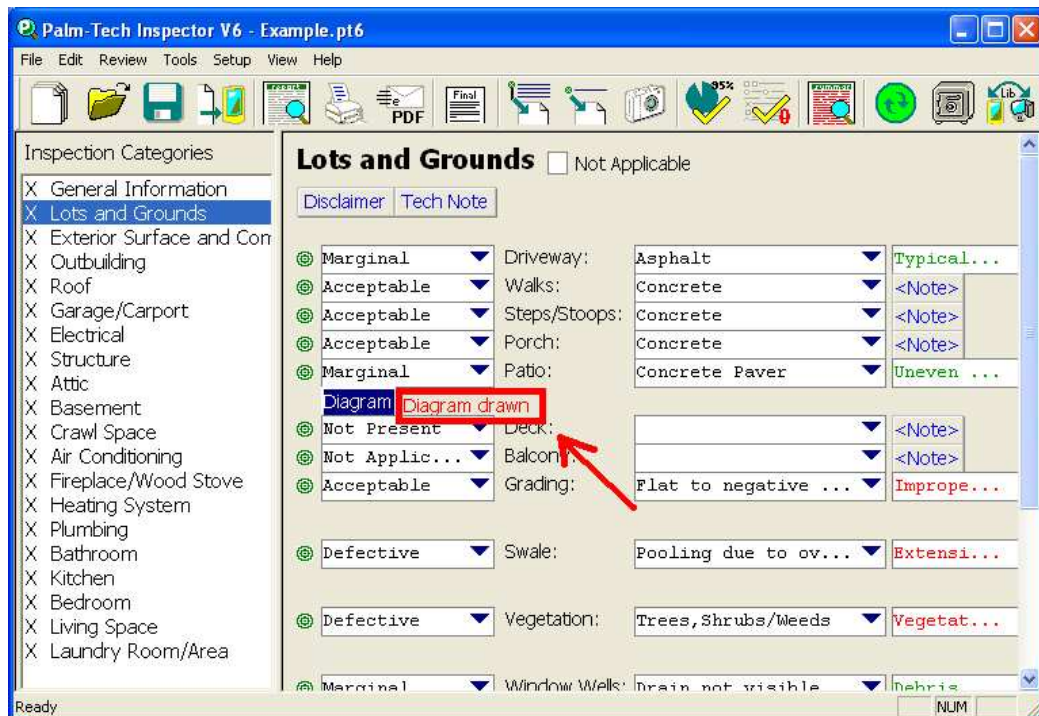 Palm-Tech Inspector V6 - Example.pt6
File Edit Review Tools Setup View Help
report PDF Final 95% summary Lib
Inspection Categories
X General Information
X Lots and Grounds
X Exterior Surface and Con
X Outbuilding
X Roof
X Garage/Carport
X Electrical
X Structure
X Attic
X Basement
X Crawl Space
X Air Conditioning
X Fireplace/Wood Stove
X Heating System
X Plumbing
X Bathroom
X Kitchen
X Bedroom
X Living Space
X Laundry Room/Area
Lots and Grounds Not Applicable
Disclaimer Tech Note
Marginal Driveway: Asphalt Typical...
Acceptable Walks: Concrete <Note>
Acceptable Steps/Stoops: Concrete <Note>
Acceptable Porch: Concrete <Note>
Marginal Patio: Concrete Paver Uneven ...
Diagram Diagram drawn
Not Present Deck: <Note>
Not Applic... Balcony: <Note>
Acceptable Grading: Flat to negative ... Imprope...
Defective Swale: Pooling due to ov... Extensi...
Defective Vegetation: Trees,Shrubs/Weeds Vegetat...
Marginal Window Wells: Drain not visible Debris
Ready NUM